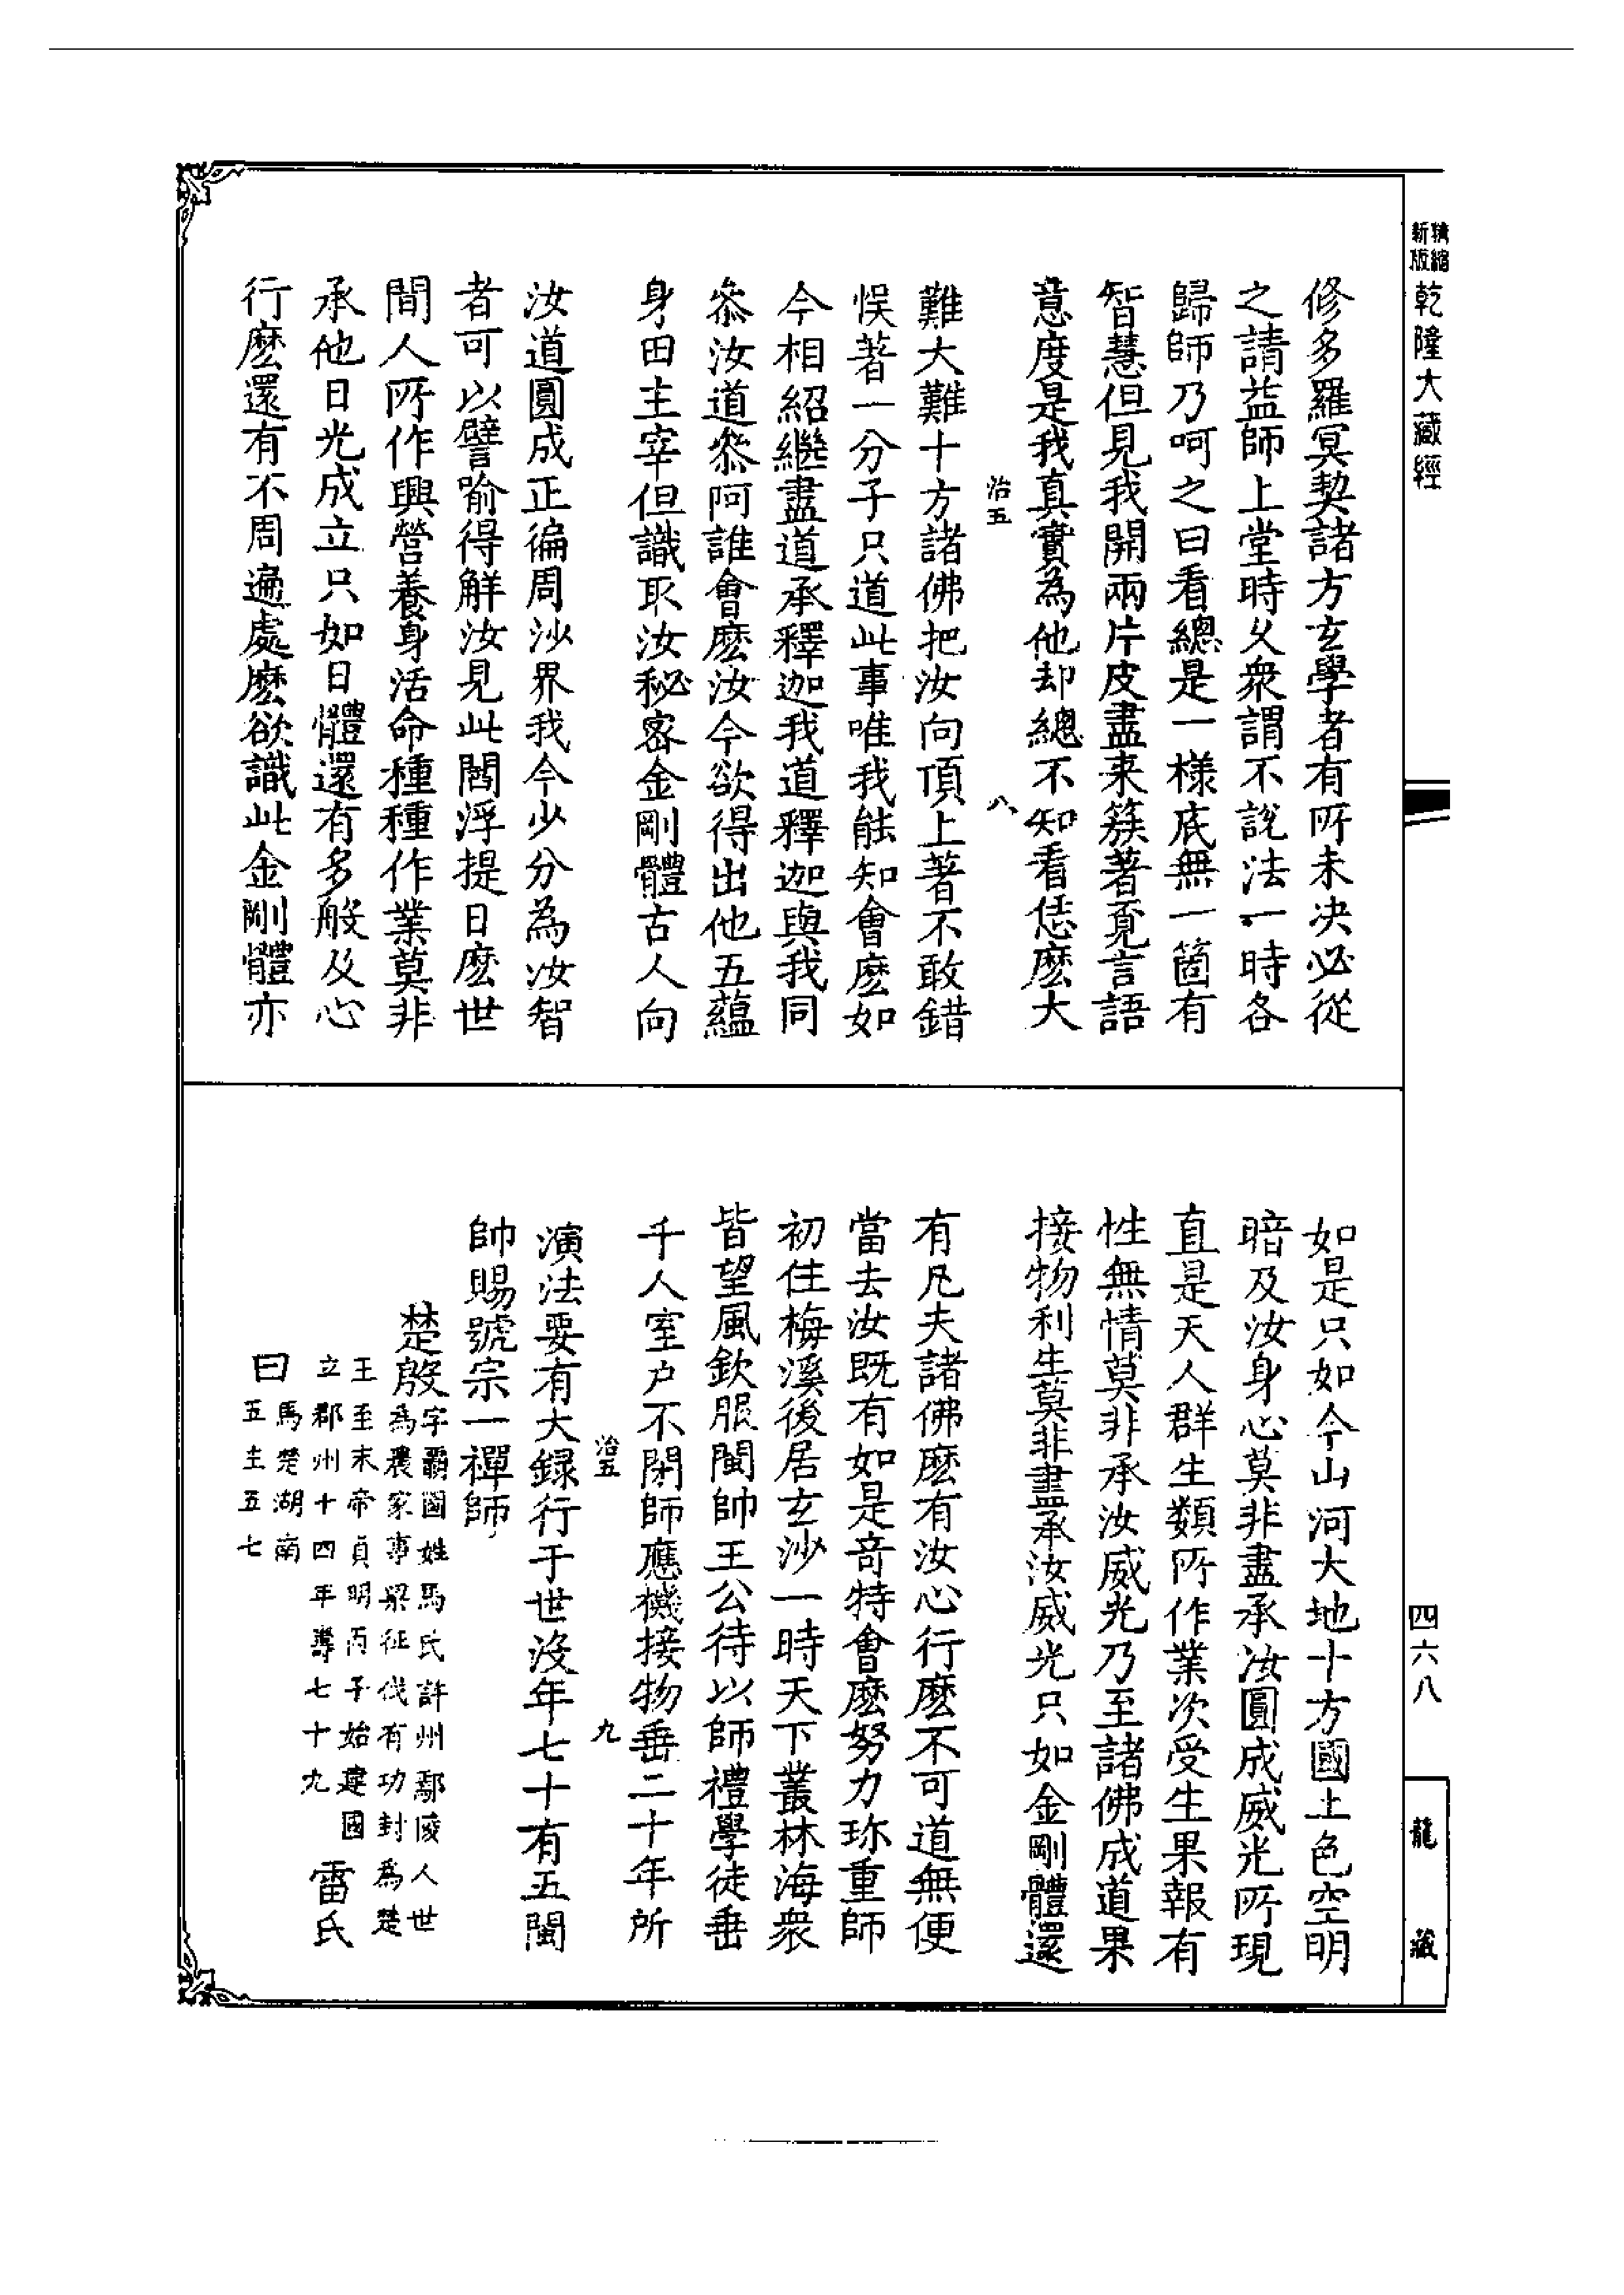 精縮
新版
乾隆大藏經
四六八
龍藏
修多羅冥契諸方玄學者有所未决必從
之請益師上堂時久衆謂不說法一時各
歸師乃呵之曰看總是一樣底無一箇有
智慧但見我開兩片皮盡来簇著覓言語
意度是我真實為他却總不知看恁麽大
治五
八
難大難十方諸佛把汝向頂上著不敢錯
悮著一分子只道此事唯我能知會麽如
今相紹繼盡道承釋迦我道釋迦與我同
叅汝道叅阿誰會麽汝今欲得出他五蘊
身田主宰但識取汝秘密金剛體古人向
汝道圓成正徧周沙界我今少分為汝智
者可以譬喻得解汝見此閻浮提日麽世
間人所作興營養身活命種種作業莫非
承他日光成立只如日體還有多般及心
行麽還有不周遍處麽欲識此金剛體亦
如是只如今山河大地十方國土色空明
暗及汝身心莫非盡承汝圓成威光所現
直是天人群生類所作業次受生果報有
性無情莫非承汝威光乃至諸佛成道果
接物利生莫非盡承汝威光只如金剛體還
有凡夫諸佛麽有汝心行麽不可道無便
當去汝既有如是竒特會麽努力珎重師
初住梅溪後居玄沙一時天下叢林海衆
皆望風欽服閩帥王公待以師禮學徒垂
千人室户不閉師應機接物垂二十年所
治五
九
演法要有大録行于世没年七十有五閩
帥賜號宗一禪師
楚殷
字霸圖姓馬氏許州鄢陵人世
為農家事梁征伐有功封為楚
王至末帝貞明丙子始建國
立郡州十四年壽七十九
雷氏
曰
馬楚湖南
五主五七